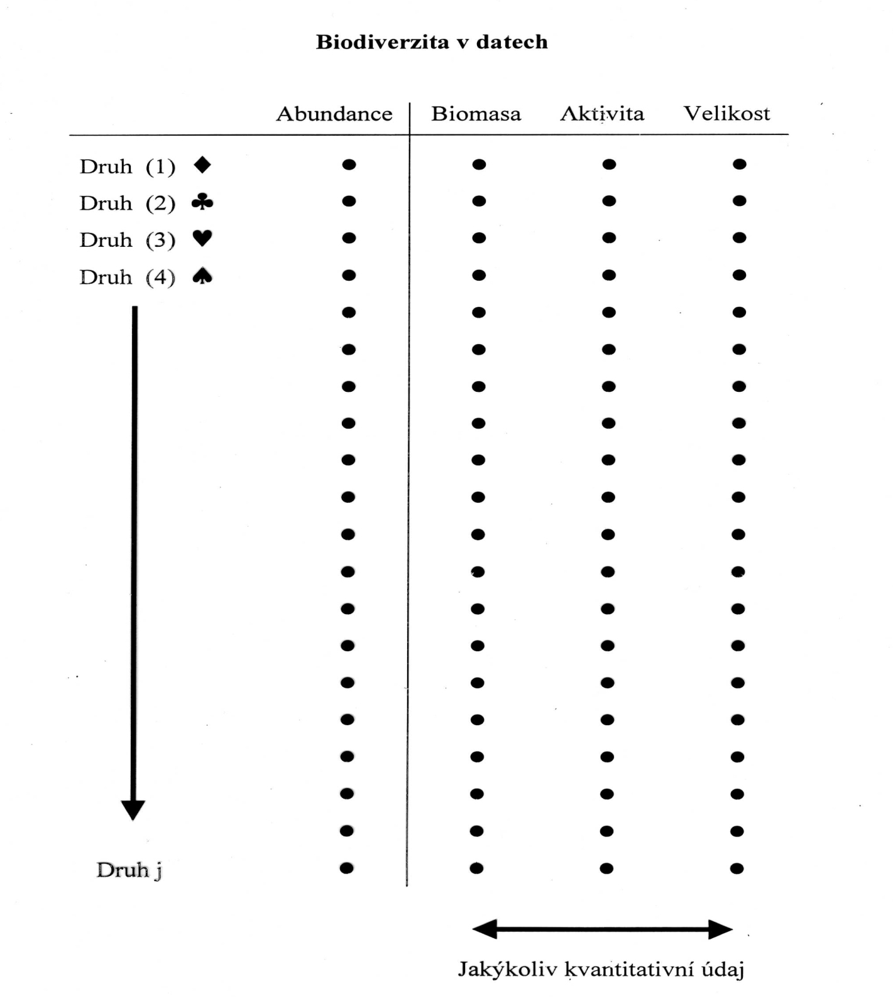 Biodiverzita v datech
Abundance Biomasa Aktivita Velikost
Druh (1) ♦
Druh (2) ♣
Druh (3) ♥
Druh (4) ♠
Druh j
Jakýkoliv kvantitativní údaj